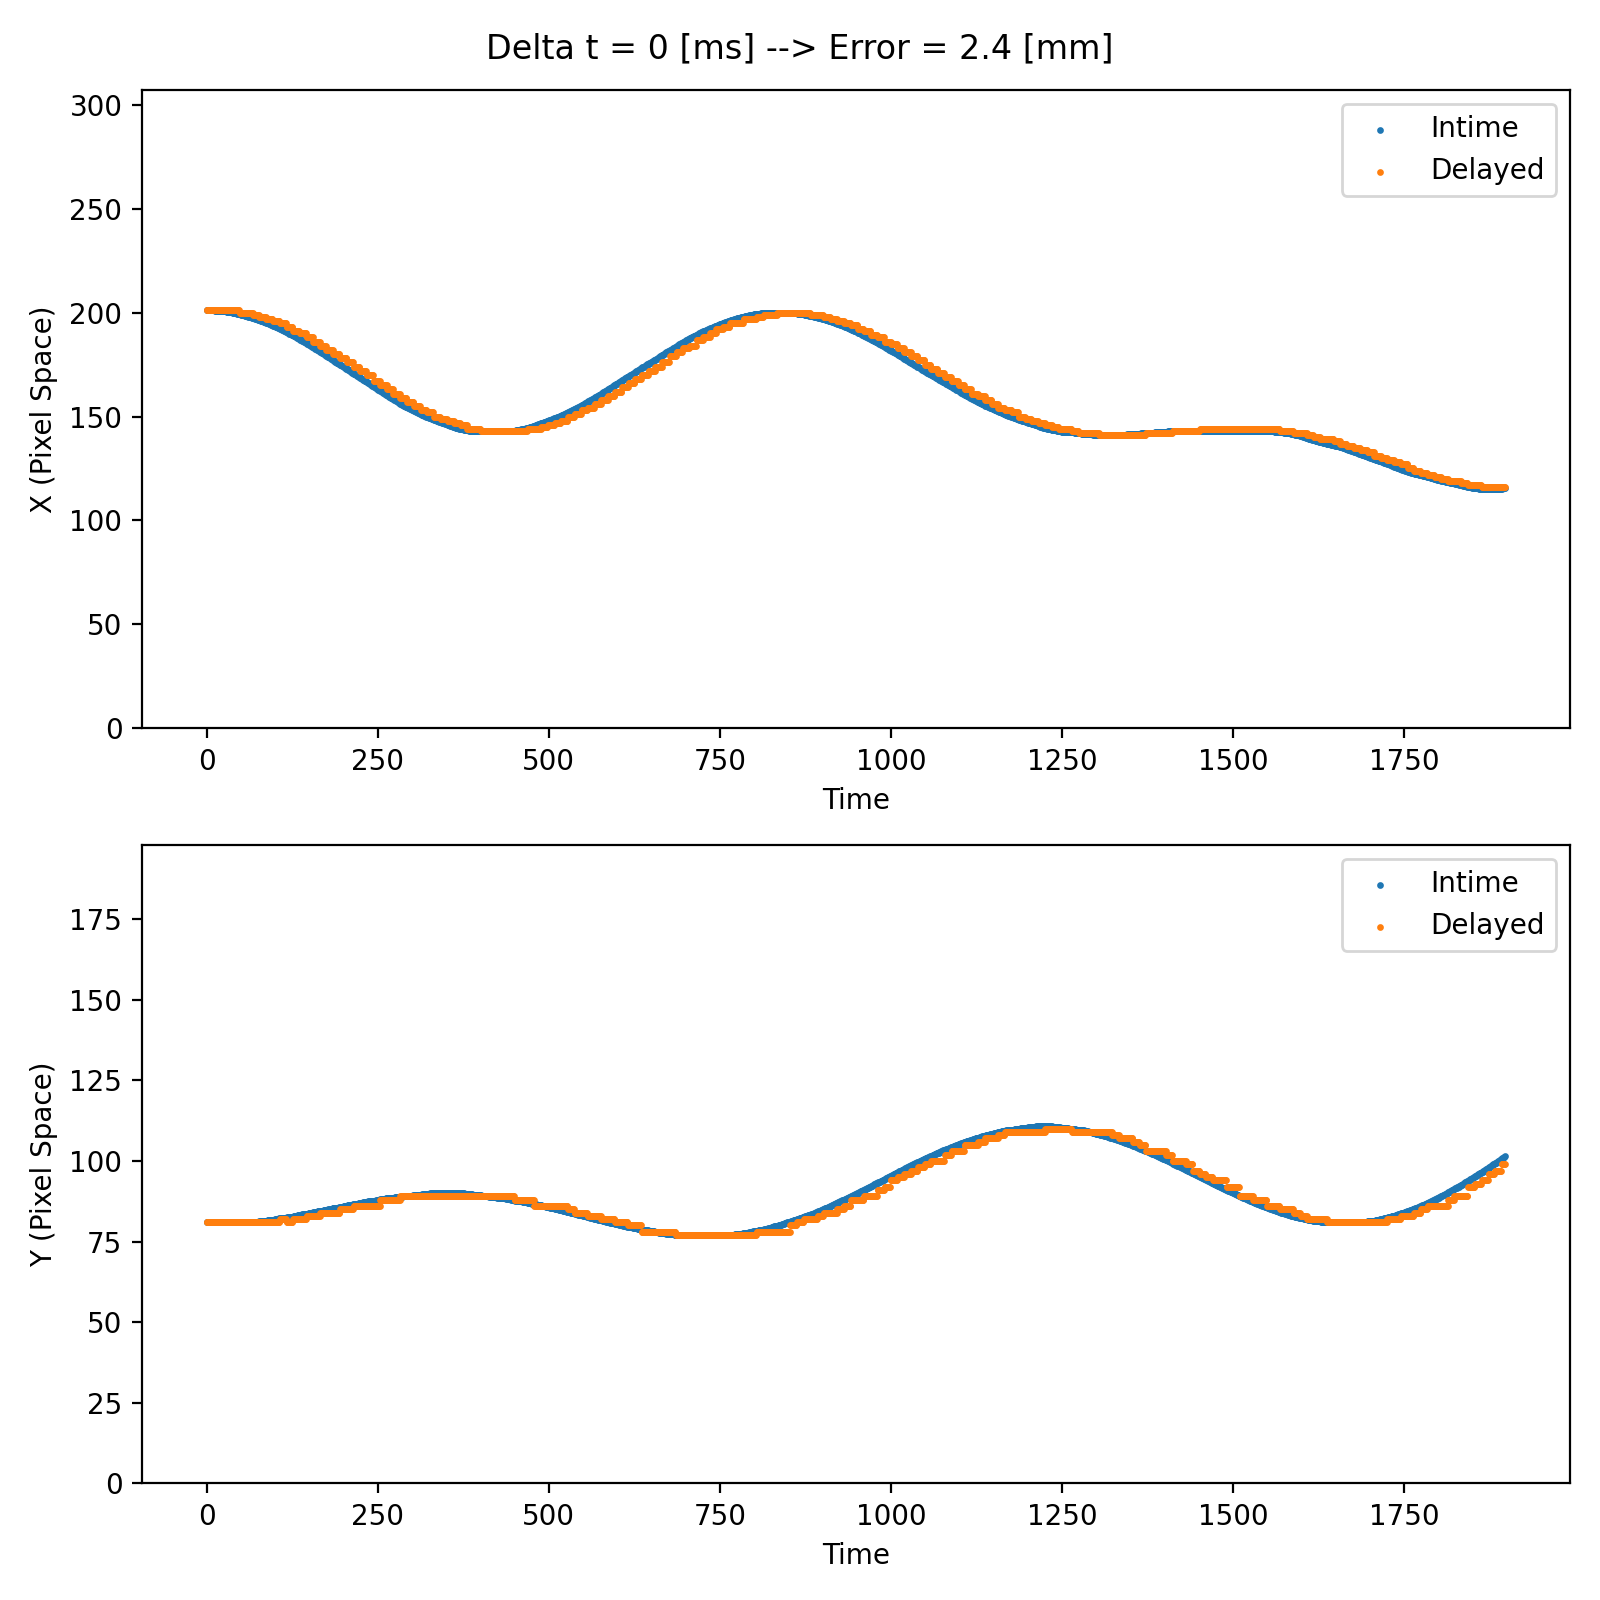 Delta t = 0 [ms] --> Error = 2.4 [mm]
300
250
200
150
100
50
0
X (Pixel Space)
Intime
Delayed
0 250 500 750 1000 1250 1500 1750
Time
175
150
125
100
75
50
25
0
Y (Pixel Space)
Intime
Delayed
0 250 500 750 1000 1250 1500 1750
Time